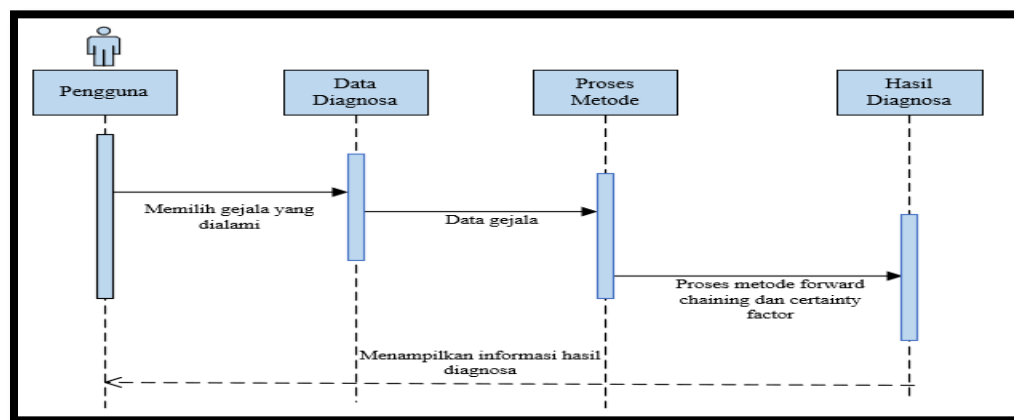 Pengguna
Data
Diagnosa
Proses
Metode
Hasil
Diagnosa
Memilih gejala yang
dialami
Data gejala
Proses metode forward
chaining dan certainty
factor
Menampilkan informasi hasil
diagnosa